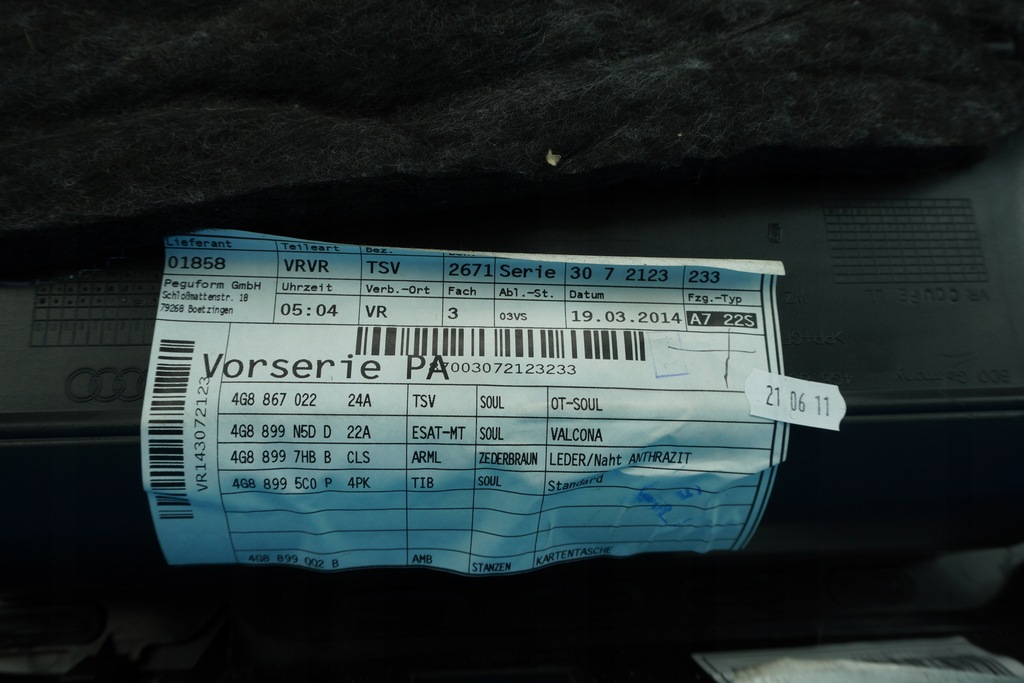 Lieferant Teileart Bez.
01858 VRVR TSV 2671 Serie 30 7 2123 233
Peguform GmbH
Schloßmattenstr. 18
79268 Boetzingen
Uhrzeit Verb.-Ort Fach Abl.-St. Datum Fzg.-Typ
05:04 VR 3 03VS 19.03.2014 A7 22S
Vorserie PA
7003072123233
VR143072123
4G8 867 022 24A TSV SOUL OT-SOUL
4G8 899 N5D D 22A ESAT-MT SOUL VALCONA
4G8 899 7HB B CLS ARML ZEDERBRAUN LEDER/Naht ANTHRAZIT
4G8 899 5C0 P 4PK TIB SOUL Standard
4G8 899 002 B AMB STANZEN KARTENTASCHE
21 06 11